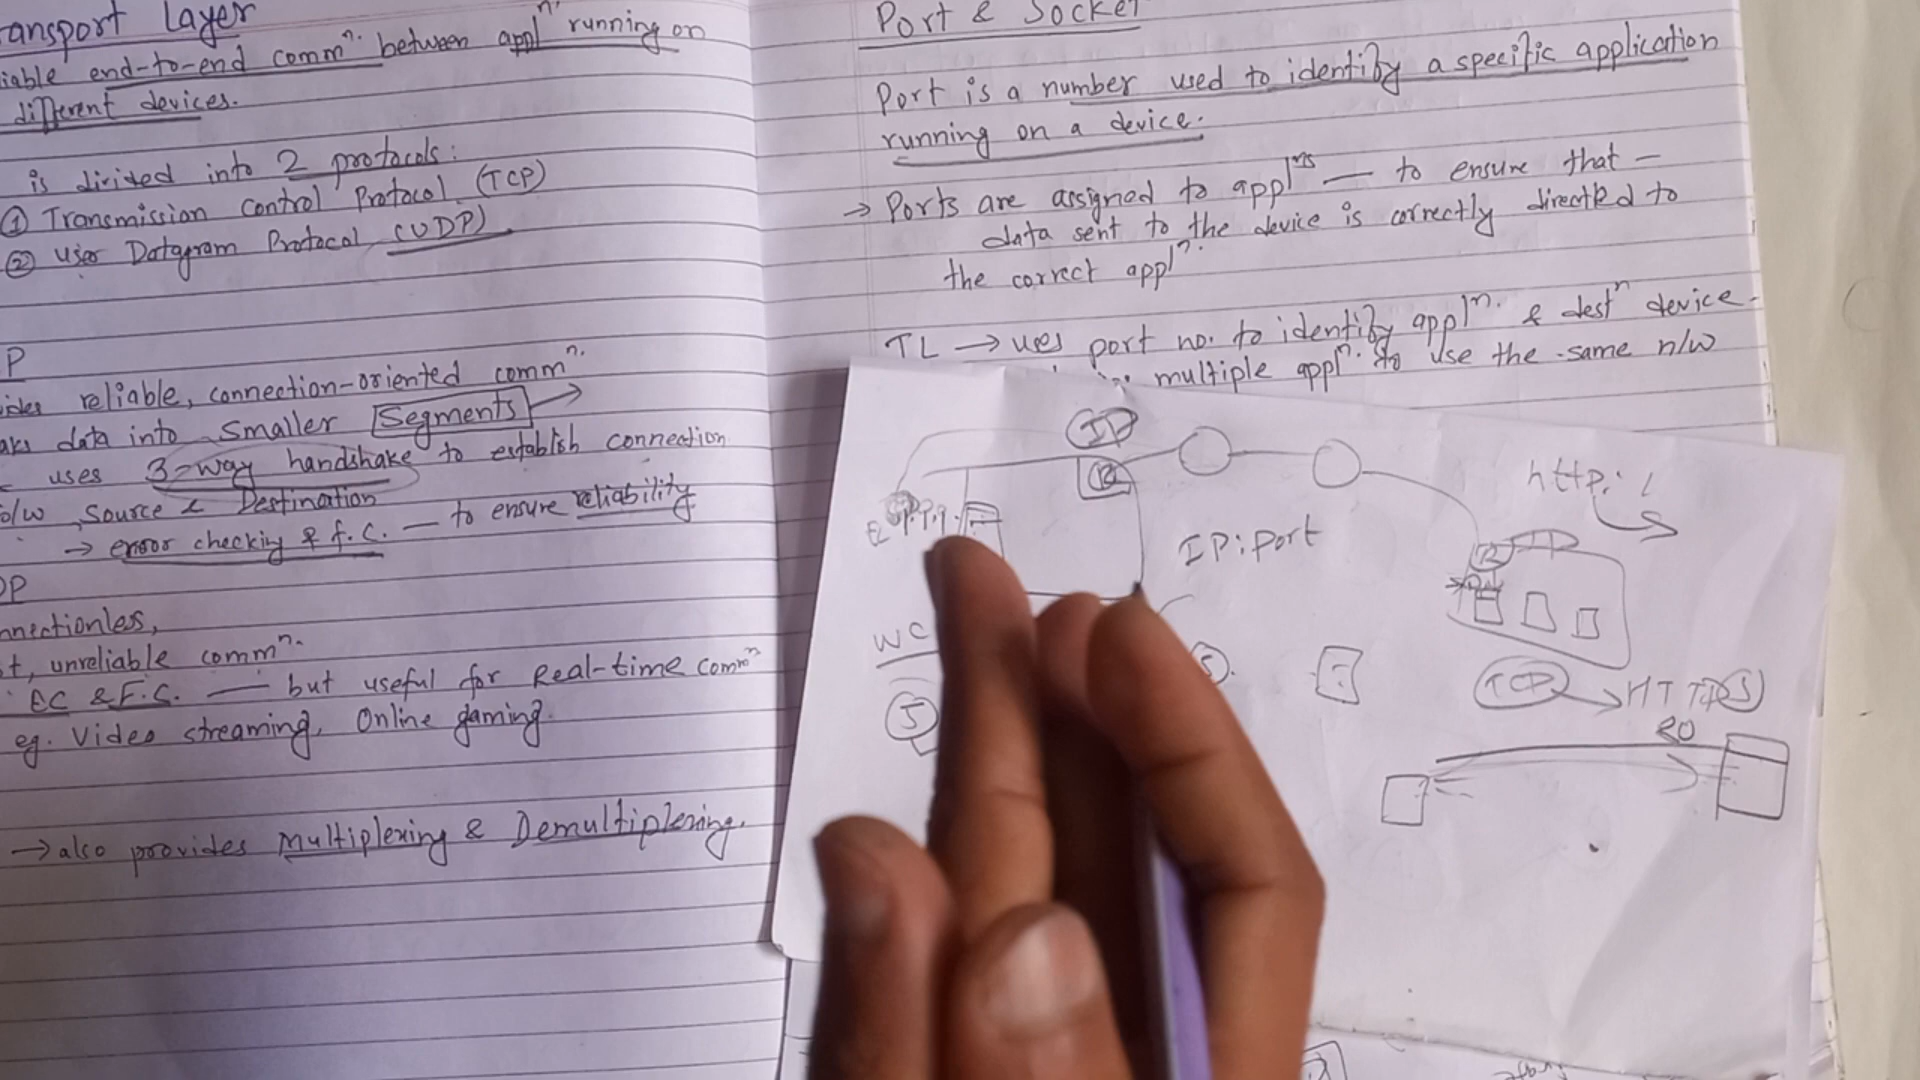 ansport Layer
iable end-to-end commⁿ. between applⁿ. running on
different devices.
is divided into 2 protocols:
① Transmission control Protocol (TCP)
② User Datagram Protocol (UDP)
P
ides reliable, connection-oriented commⁿ.
aks data into smaller Segments →
uses 3-way handshake to establish connection
b/w Source & Destination
→ error checking & f.c. — to ensure reliability
DP
nnectionless,
t, unreliable commⁿ.
EC & F.C. — but useful for Real-time commⁿ
eg. Video streaming, Online gaming.
→ also provides Multiplexing & Demultiplexing.
Port & Socket
Port is a number used to identify a specific application
running on a device.
→ Ports are assigned to applⁿˢ — to ensure that —
data sent to the device is correctly directed to
the correct applⁿ.
TL → uses port no. to identify applⁿ. & destⁿ device.
multiple applⁿ. to use the same n/w
IP
R
http: /
IP:Port
R
WC
S
S
TCP → HTTP(S)
80